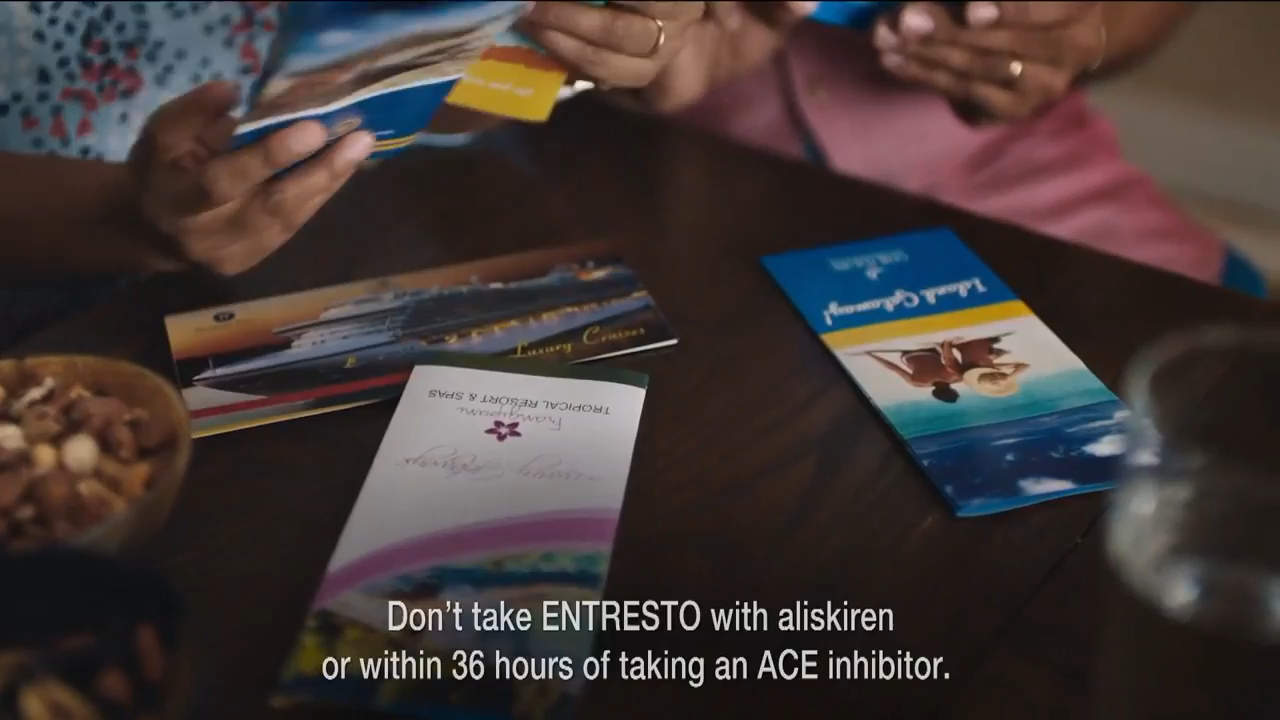 Island Getaway!
Luxury Cruises
TROPICAL RESORT & SPAS
Frangipani
Don't take ENTRESTO with aliskiren
or within 36 hours of taking an ACE inhibitor.